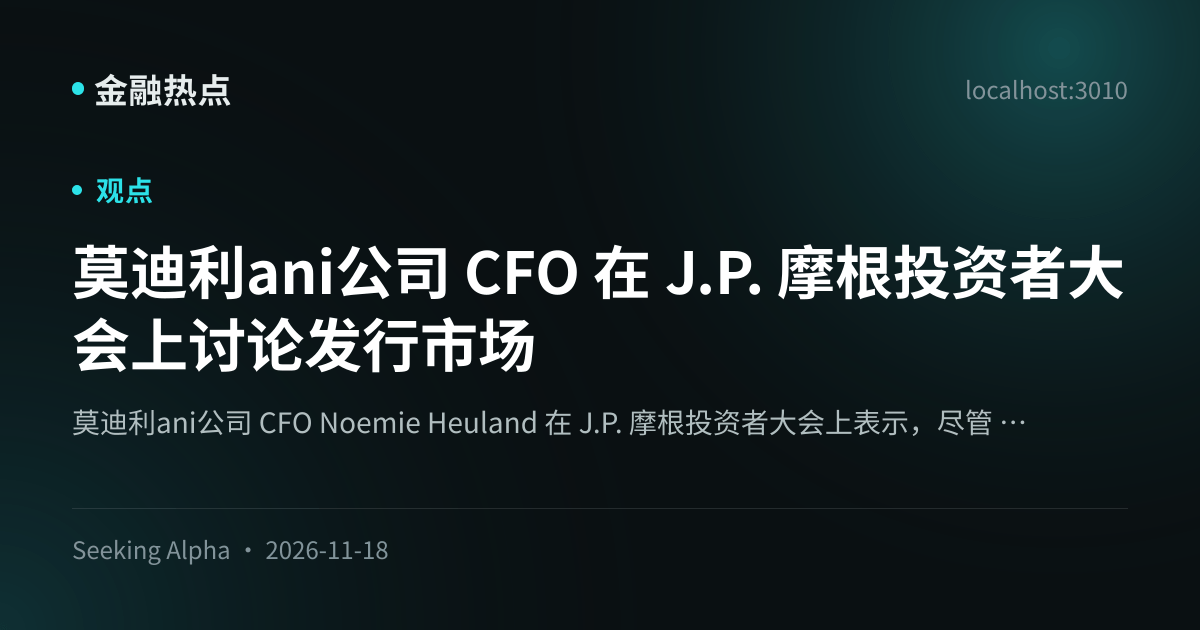 金融热点
localhost:3010
观点
莫迪利ani公司 CFO 在 J.P. 摩根投资者大
会上讨论发行市场
莫迪利ani公司 CFO Noemie Heuland 在 J.P. 摩根投资者大会上表示，尽管 ···
Seeking Alpha · 2026-11-18